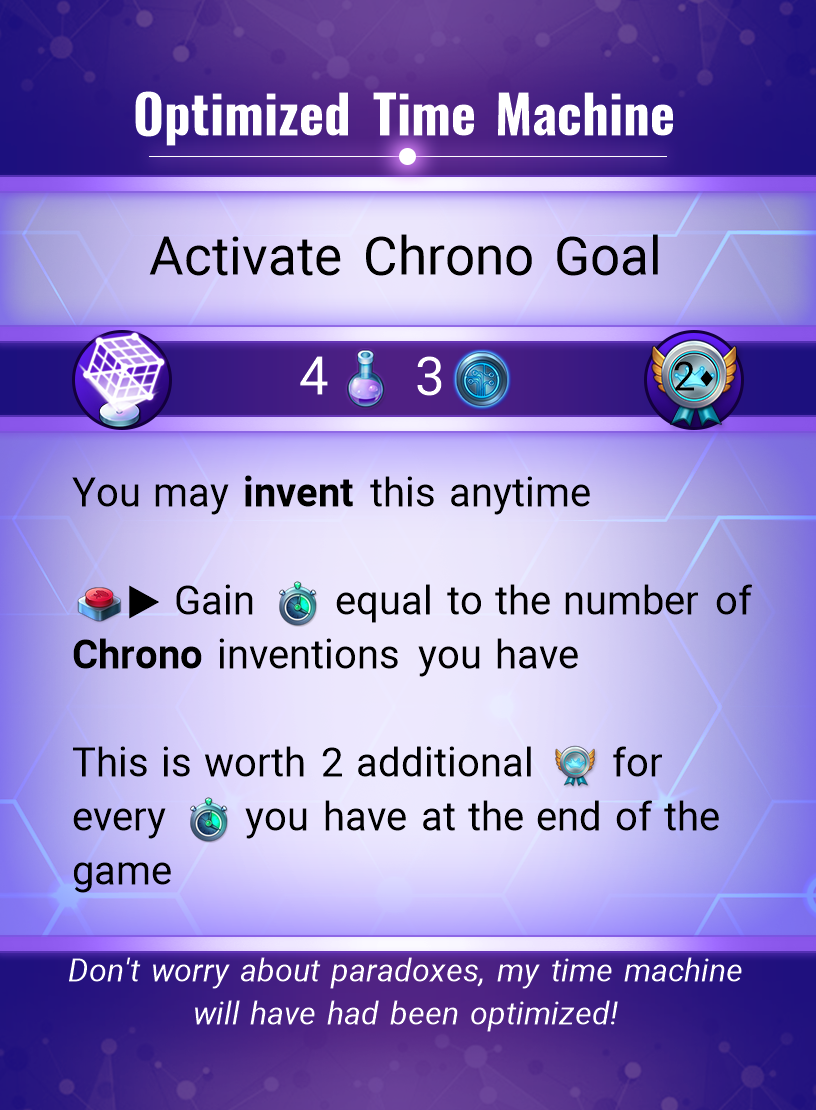 Optimized Time Machine
Activate Chrono Goal
4 3 2♦
You may invent this anytime
▶ Gain equal to the number of
Chrono inventions you have
This is worth 2 additional for
every you have at the end of the
game
Don't worry about paradoxes, my time machine
will have had been optimized!